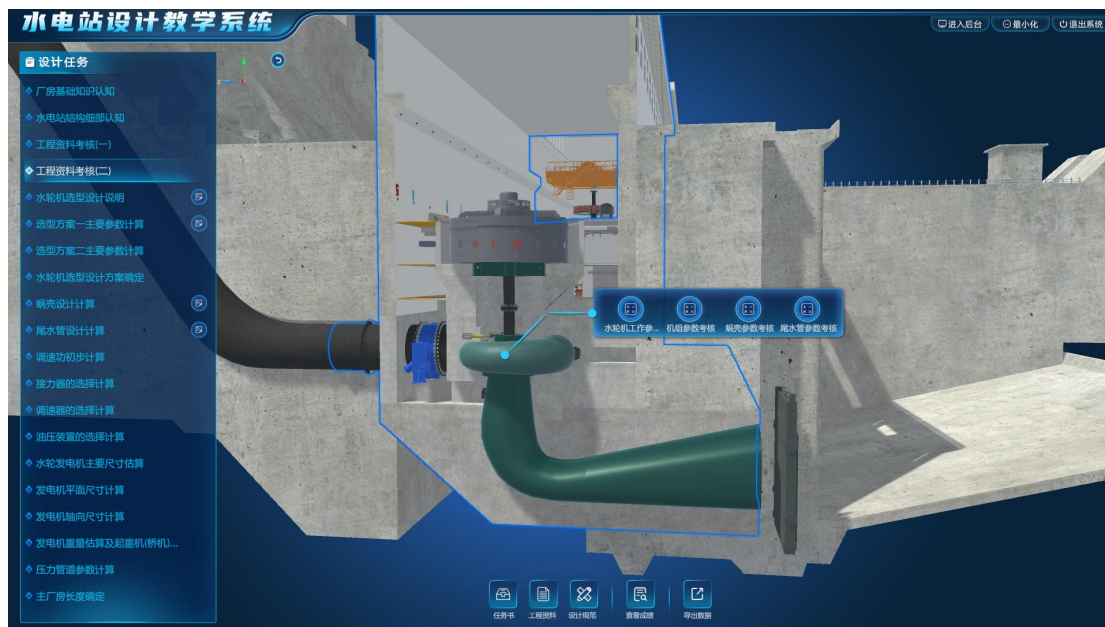 水电站设计教学系统
进入后台
最小化
退出系统
设计任务
厂房基础知识认知
水电站结构细部认知
工程资料考核(一)
工程资料考核(二)
水轮机选型设计说明
选型方案一主要参数计算
选型方案二主要参数计算
水轮机选型设计方案确定
蜗壳设计计算
尾水管设计计算
调速功初步计算
接力器的选择计算
调速器的选择计算
油压装置的选择计算
水轮发电机主要尺寸估算
发电机平面尺寸计算
发电机轴向尺寸计算
发电机重量估算及起重机(桥机)...
压力管道参数计算
主厂房长度确定
水轮机工作参...
机组参数考核
蜗壳参数考核
尾水管参数考核
任务书
工程资料
设计规范
查看成绩
导出数据